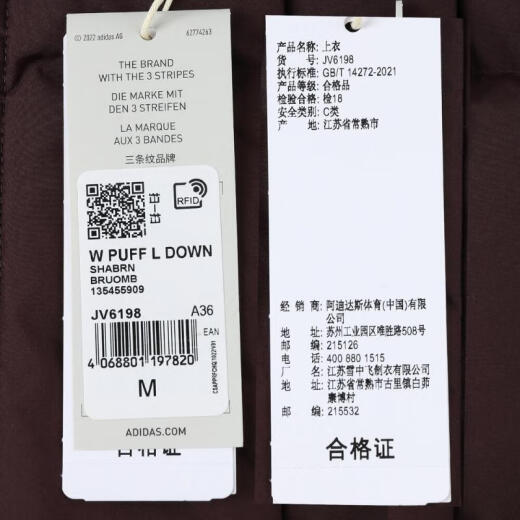 © 2022 adidas AG 62774263
THE BRAND
WITH THE 3 STRIPES
DIE MARKE MIT
DEN 3 STREIFEN
LA MARQUE
AUX 3 BANDES
三条纹品牌
RFID
W PUFF L DOWN
SHABRN
BRUOMB
135455909
JV6198 A36
EAN
4 068801 197820
M
ADIDAS.COM
合格证
产品名称: 上衣
货 号: JV6198
执行标准: GB/T 14272-2021
产品等级: 合格品
检验合格: 检18
安全类别: C类
产 地: 江苏省常熟市
经 销 商: 阿迪达斯体育(中国)有限
公司
地 址: 苏州工业园区唯胜路508号
邮 编: 215126
电 话: 400 880 1515
厂 名: 江苏雪中飞制衣有限公司
地 址: 江苏省常熟市古里镇白茆
康博村
邮 编: 215532
合格证